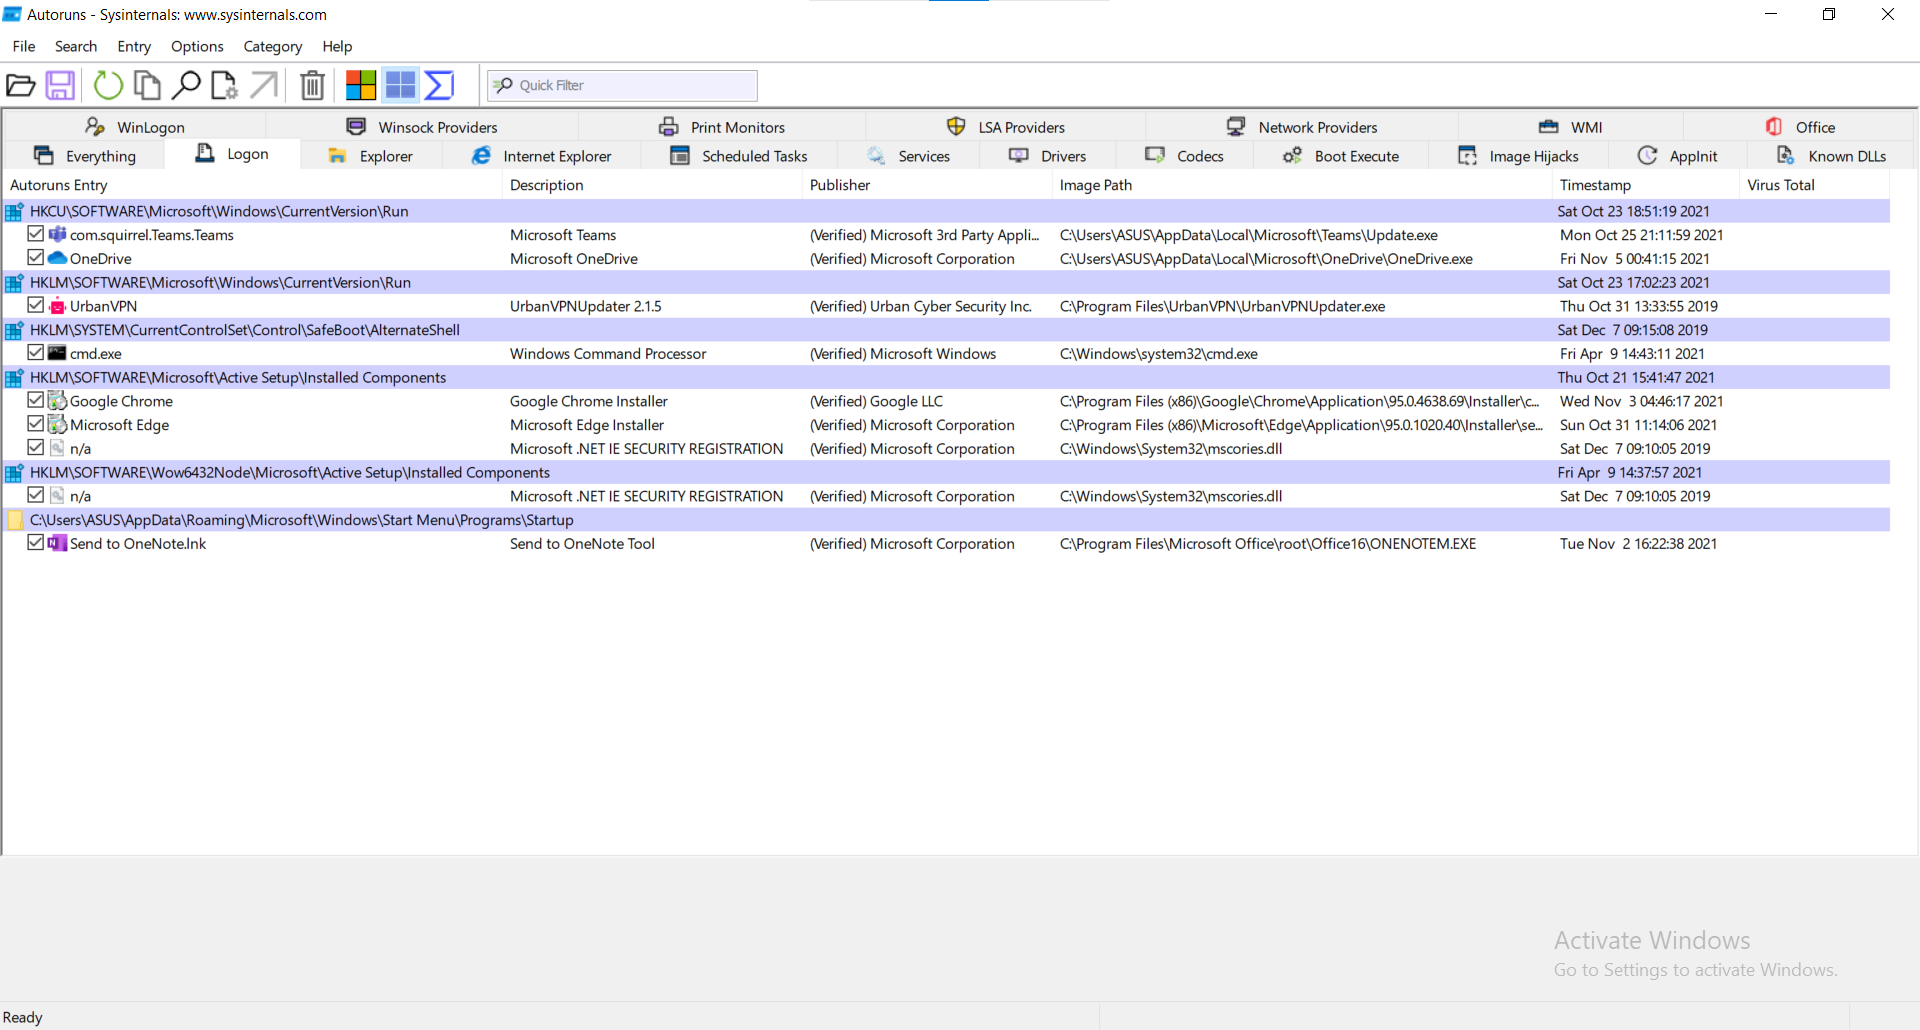 Autoruns - Sysinternals: www.sysinternals.com
File Search Entry Options Category Help
Quick Filter
WinLogon Winsock Providers Print Monitors LSA Providers Network Providers WMI Office
Everything Logon Explorer Internet Explorer Scheduled Tasks Services Drivers Codecs Boot Execute Image Hijacks AppInit Known DLLs
Autoruns Entry Description Publisher Image Path Timestamp Virus Total
HKCU\SOFTWARE\Microsoft\Windows\CurrentVersion\Run Sat Oct 23 18:51:19 2021
com.squirrel.Teams.Teams Microsoft Teams (Verified) Microsoft 3rd Party Appli... C:\Users\ASUS\AppData\Local\Microsoft\Teams\Update.exe Mon Oct 25 21:11:59 2021
OneDrive Microsoft OneDrive (Verified) Microsoft Corporation C:\Users\ASUS\AppData\Local\Microsoft\OneDrive\OneDrive.exe Fri Nov 5 00:41:15 2021
HKLM\SOFTWARE\Microsoft\Windows\CurrentVersion\Run Sat Oct 23 17:02:23 2021
UrbanVPN UrbanVPNUpdater 2.1.5 (Verified) Urban Cyber Security Inc. C:\Program Files\UrbanVPN\UrbanVPNUpdater.exe Thu Oct 31 13:33:55 2019
HKLM\SYSTEM\CurrentControlSet\Control\SafeBoot\AlternateShell Sat Dec 7 09:15:08 2019
cmd.exe Windows Command Processor (Verified) Microsoft Windows C:\Windows\system32\cmd.exe Fri Apr 9 14:43:11 2021
HKLM\SOFTWARE\Microsoft\Active Setup\Installed Components Thu Oct 21 15:41:47 2021
Google Chrome Google Chrome Installer (Verified) Google LLC C:\Program Files (x86)\Google\Chrome\Application\95.0.4638.69\Installer\c... Wed Nov 3 04:46:17 2021
Microsoft Edge Microsoft Edge Installer (Verified) Microsoft Corporation C:\Program Files (x86)\Microsoft\Edge\Application\95.0.1020.40\Installer\se... Sun Oct 31 11:14:06 2021
n/a Microsoft .NET IE SECURITY REGISTRATION (Verified) Microsoft Corporation C:\Windows\System32\mscories.dll Sat Dec 7 09:10:05 2019
HKLM\SOFTWARE\Wow6432Node\Microsoft\Active Setup\Installed Components Fri Apr 9 14:37:57 2021
n/a Microsoft .NET IE SECURITY REGISTRATION (Verified) Microsoft Corporation C:\Windows\System32\mscories.dll Sat Dec 7 09:10:05 2019
C:\Users\ASUS\AppData\Roaming\Microsoft\Windows\Start Menu\Programs\Startup
Send to OneNote.lnk Send to OneNote Tool (Verified) Microsoft Corporation C:\Program Files\Microsoft Office\root\Office16\ONENOTEM.EXE Tue Nov 2 16:22:38 2021
Activate Windows
Go to Settings to activate Windows.
Ready